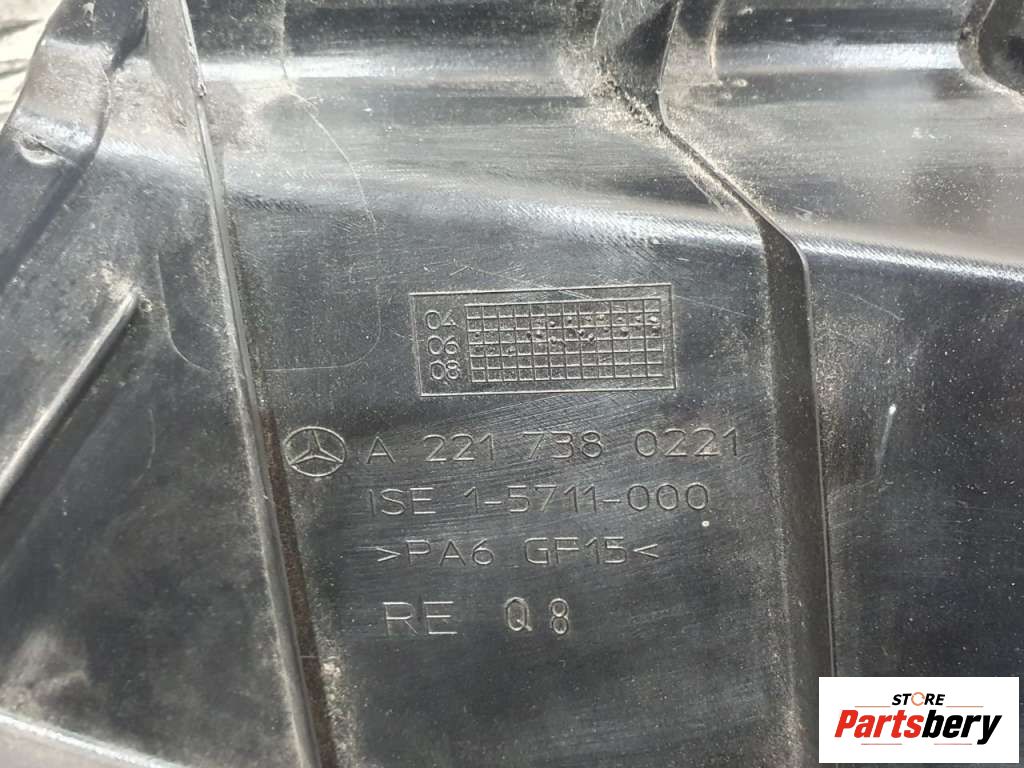 04
06
08
A 221 738 0221
ISE 1-5711-000
>PA6 GF15<
RE Q8
STORE
Partsbery